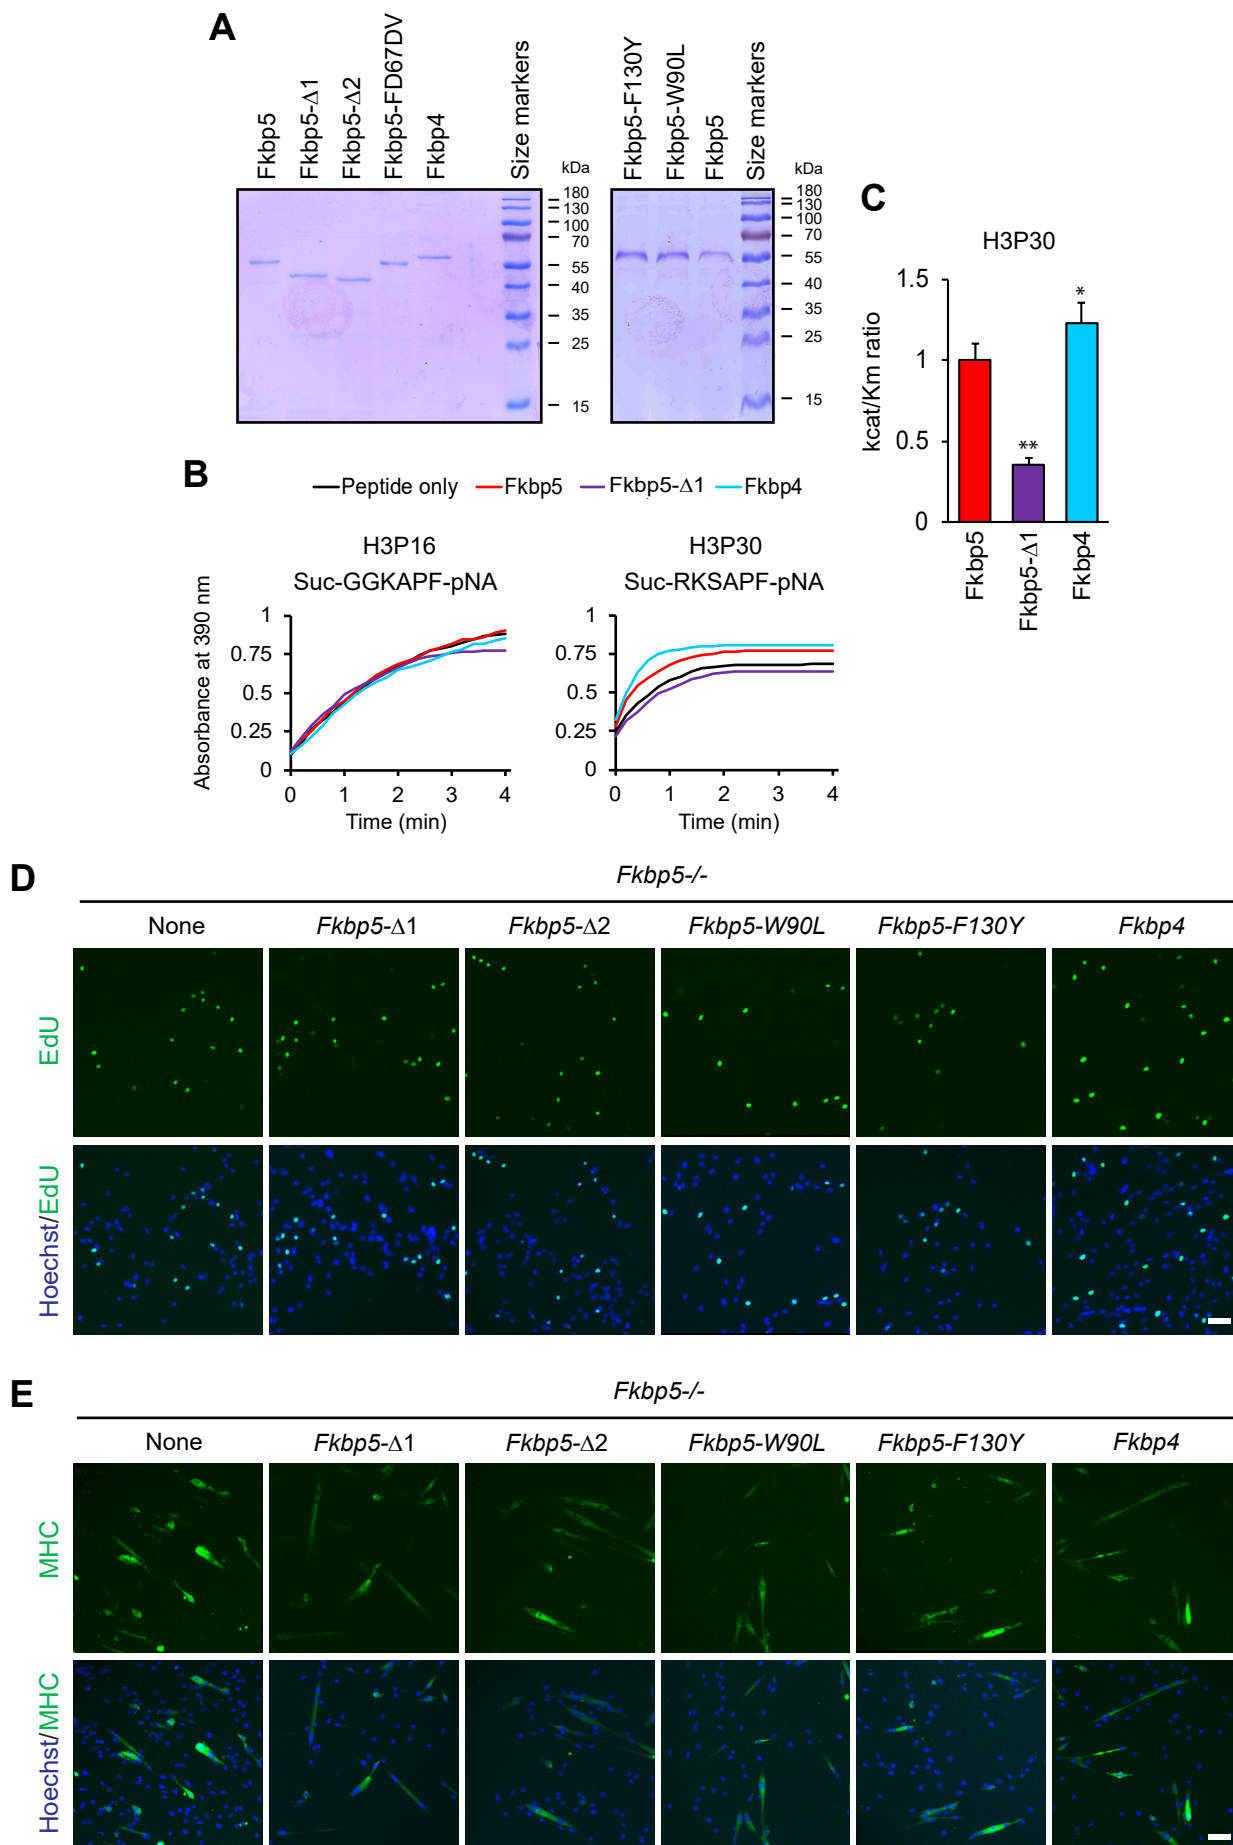 A
Fkbp5
Fkbp5-Δ1
Fkbp5-Δ2
Fkbp5-FD67DV
Fkbp4
Size markers
kDa
180
130
100
70
55
40
35
25
15
Fkbp5-F130Y
Fkbp5-W90L
Fkbp5
Size markers
kDa
180
130
100
70
55
40
35
25
15
C
H3P30
kcat/Km ratio
1.5
1
0.5
0
*
**
Fkbp5
Fkbp5-Δ1
Fkbp4
B
Peptide only
Fkbp5
Fkbp5-Δ1
Fkbp4
H3P16
Suc-GGKAPF-pNA
Absorbance at 390 nm
1
0.75
0.5
0.25
0
0 1 2 3 4
Time (min)
H3P30
Suc-RKSAPF-pNA
1
0.75
0.5
0.25
0
0 1 2 3 4
Time (min)
D
Fkbp5-/-
None Fkbp5-Δ1 Fkbp5-Δ2 Fkbp5-W90L Fkbp5-F130Y Fkbp4
EdU
Hoechst/EdU
E
Fkbp5-/-
None Fkbp5-Δ1 Fkbp5-Δ2 Fkbp5-W90L Fkbp5-F130Y Fkbp4
MHC
Hoechst/MHC